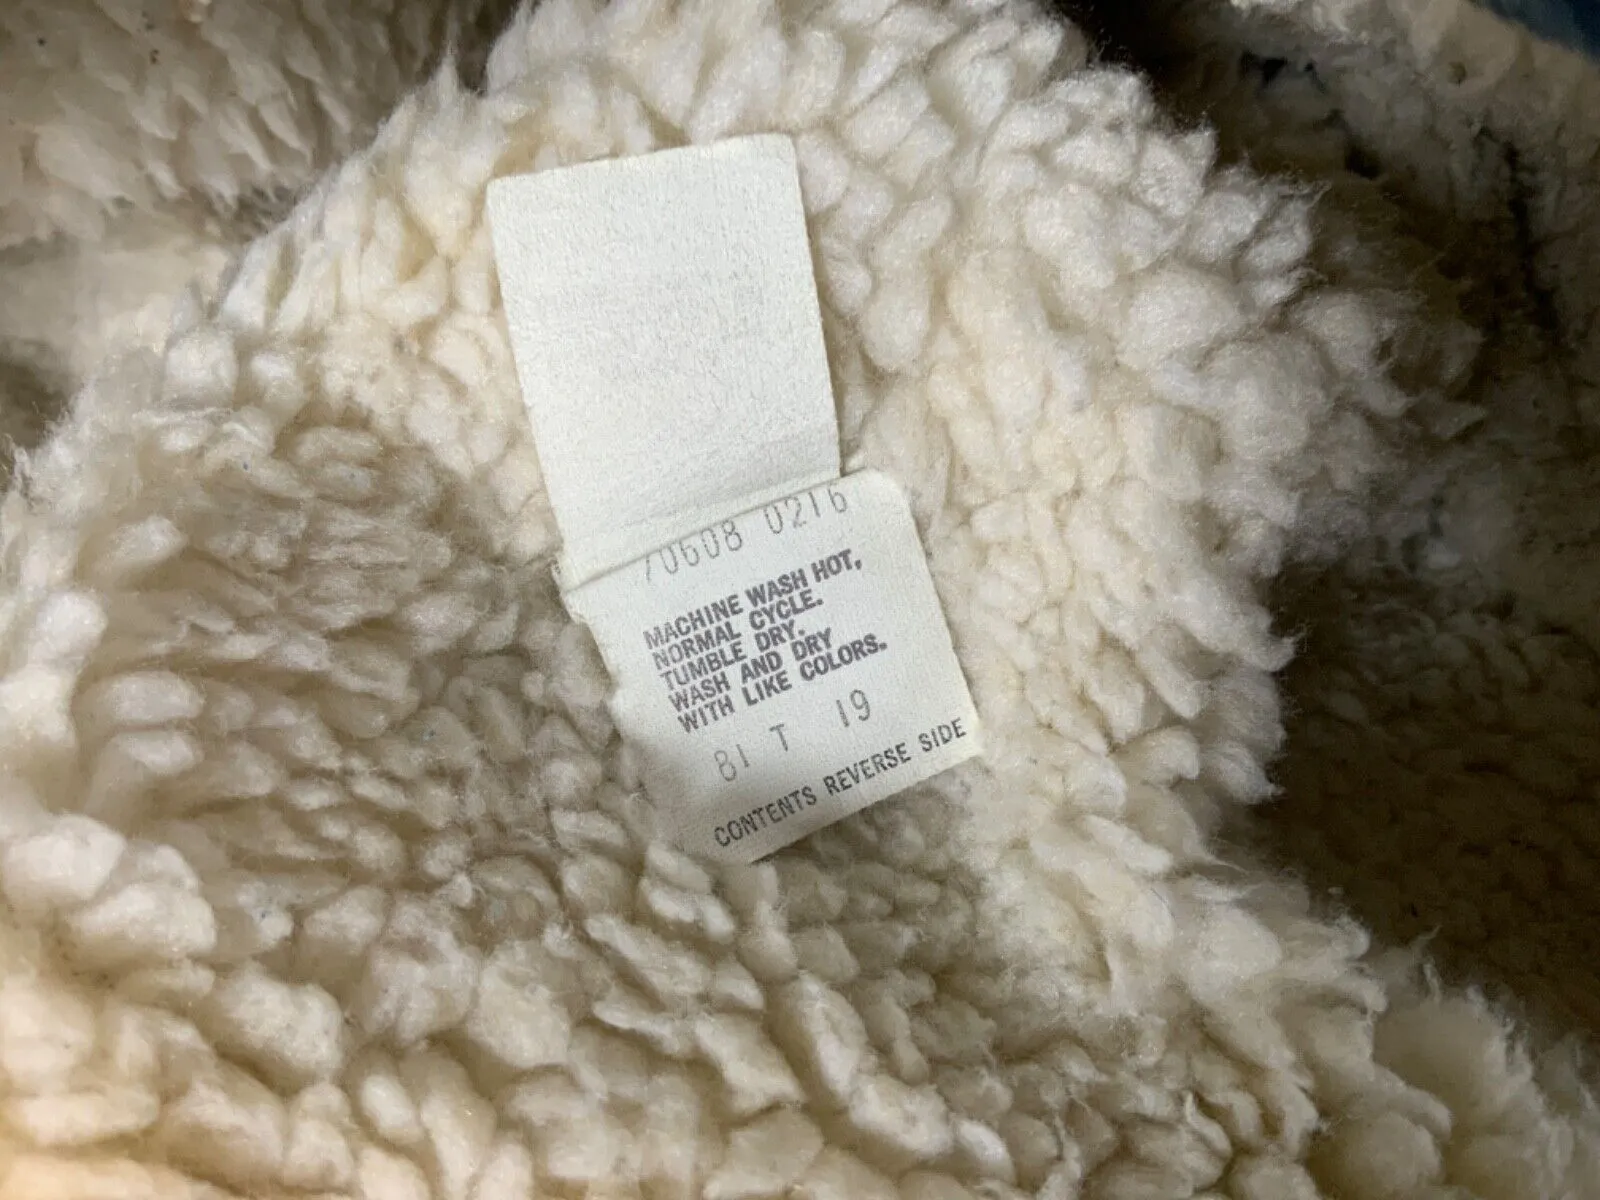 70608 0216
MACHINE WASH HOT,
NORMAL CYCLE.
TUMBLE DRY.
WASH AND DRY
WITH LIKE COLORS.
81 T 19
CONTENTS REVERSE SIDE